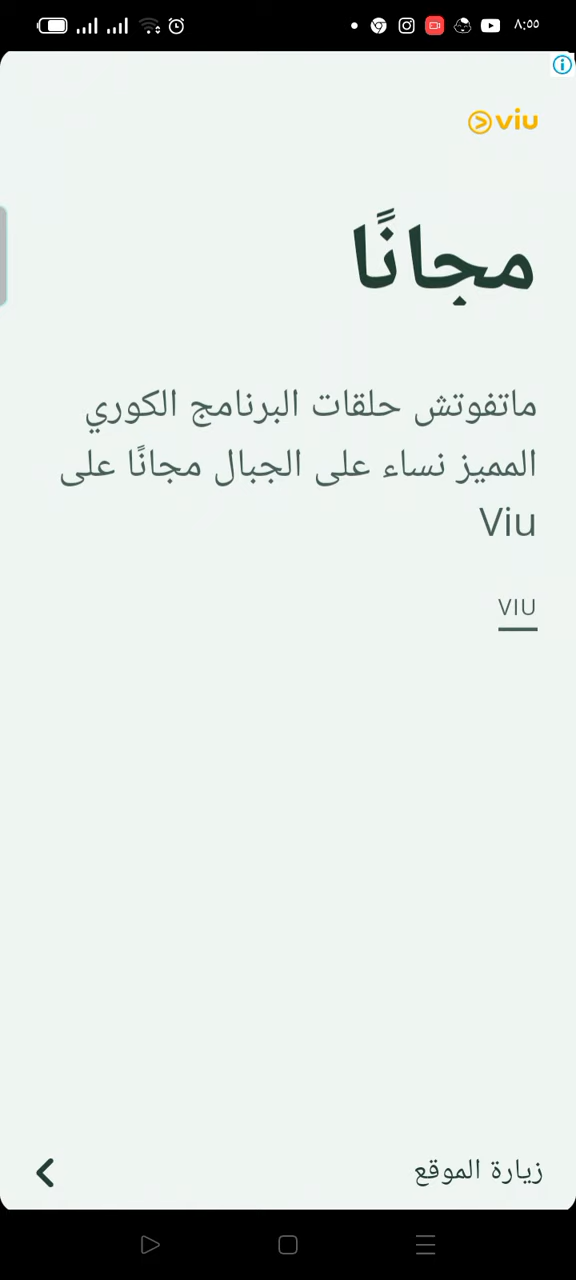 ٨:٥٥
viu
مجانًا
ماتفوتش حلقات البرنامج الكوري
المميز نساء على الجبال مجانًا على
Viu
VIU
زيارة الموقع